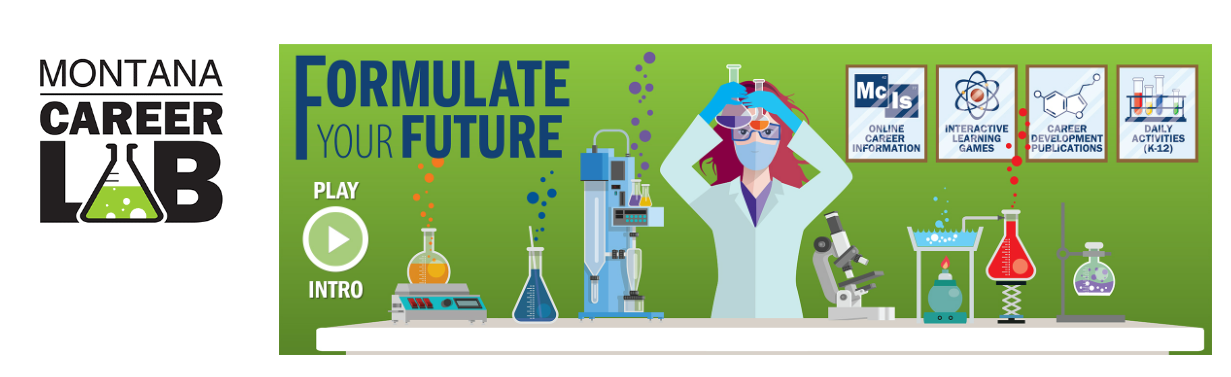 MONTANA
CAREER
LAB
FORMULATE
YOUR FUTURE
PLAY
INTRO
Mc
Is
ONLINE
CAREER
INFORMATION
INTERACTIVE
LEARNING
GAMES
CAREER
DEVELOPMENT
PUBLICATIONS
DAILY
ACTIVITIES
(K-12)